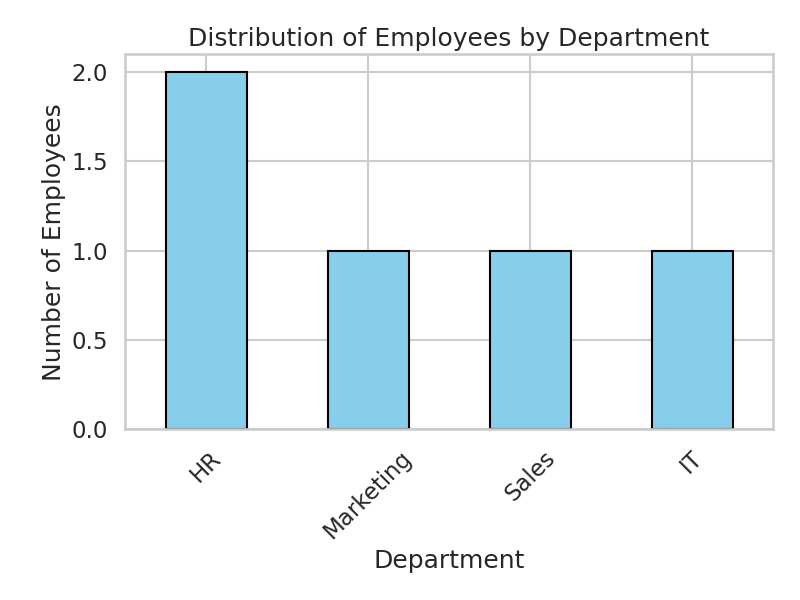 Distribution of Employees by Department
Number of Employees
2.0
1.5
1.0
0.5
0.0
HR
Marketing
Sales
IT
Department